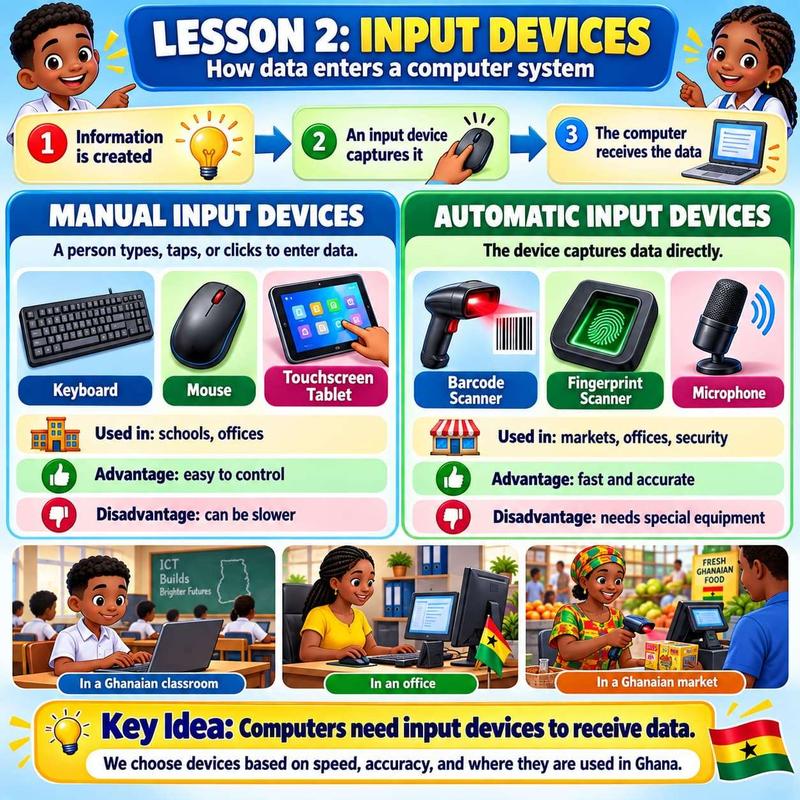 LESSON 2: INPUT DEVICES
How data enters a computer system
1
Information
is created
2
An input device
captures it
3
The computer
receives the data
MANUAL INPUT DEVICES
A person types, taps, or clicks to enter data.
Keyboard
Mouse
Touchscreen
Tablet
Used in: schools, offices
Advantage: easy to control
Disadvantage: can be slower
AUTOMATIC INPUT DEVICES
The device captures data directly.
Barcode
Scanner
Fingerprint
Scanner
Microphone
Used in: markets, offices, security
Advantage: fast and accurate
Disadvantage: needs special equipment
ICT
Builds
Brighter Futures
In a Ghanaian classroom
In an office
FRESH
GHANAIAN
FOOD
In a Ghanaian market
Key Idea: Computers need input devices to receive data.
We choose devices based on speed, accuracy, and where they are used in Ghana.